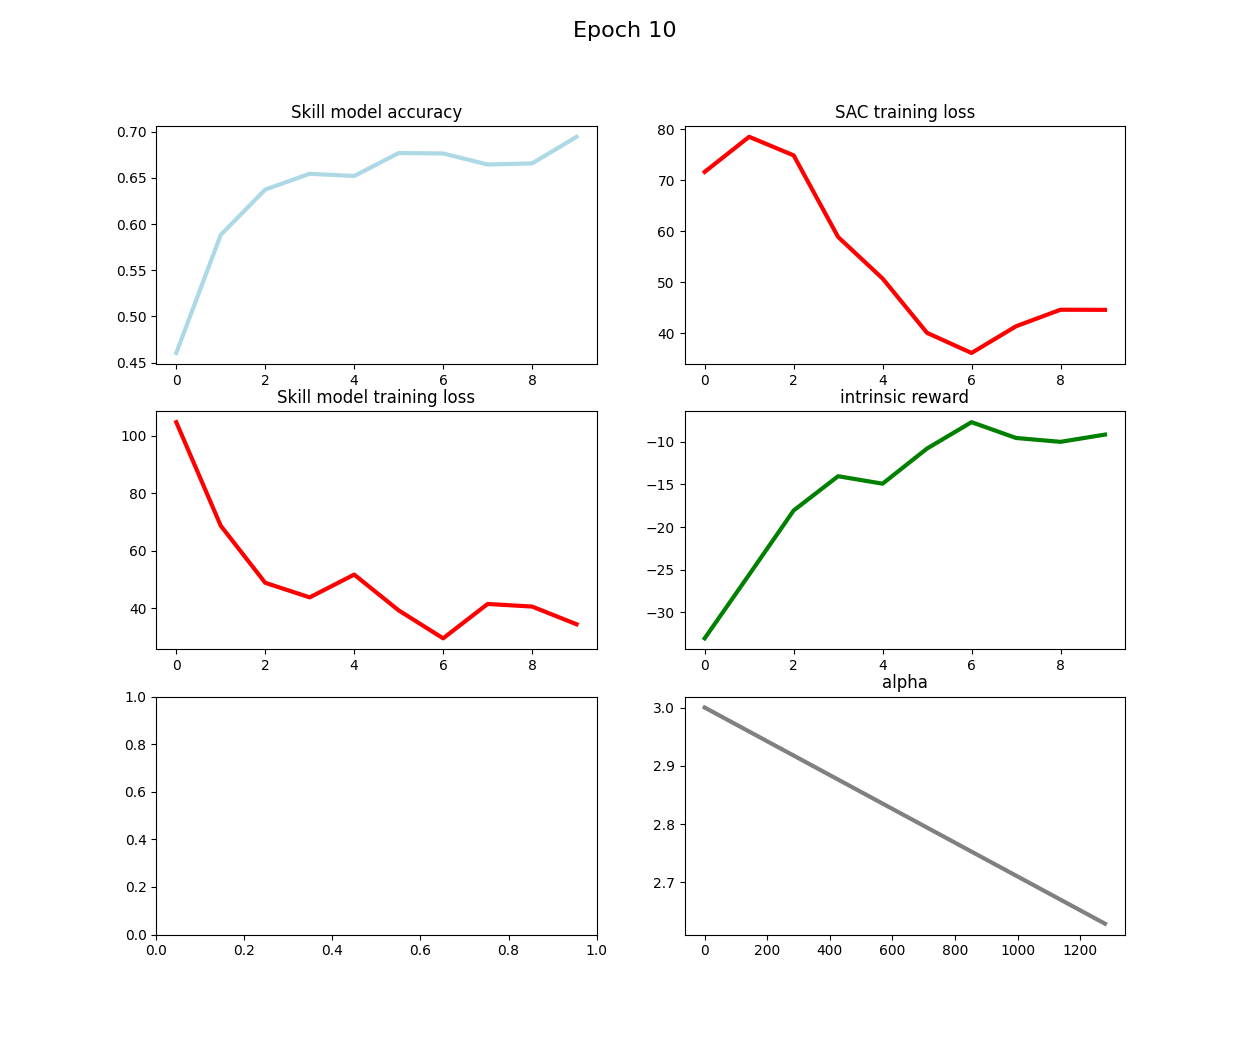 Epoch 10
Skill model accuracy
0.70
0.65
0.60
0.55
0.50
0.45
0 2 4 6 8
SAC training loss
80
70
60
50
40
0 2 4 6 8
Skill model training loss
100
80
60
40
0 2 4 6 8
intrinsic reward
−10
−15
−20
−25
−30
0 2 4 6 8
1.0
0.8
0.6
0.4
0.2
0.0
0.0 0.2 0.4 0.6 0.8 1.0
alpha
3.0
2.9
2.8
2.7
0 200 400 600 800 1000 1200